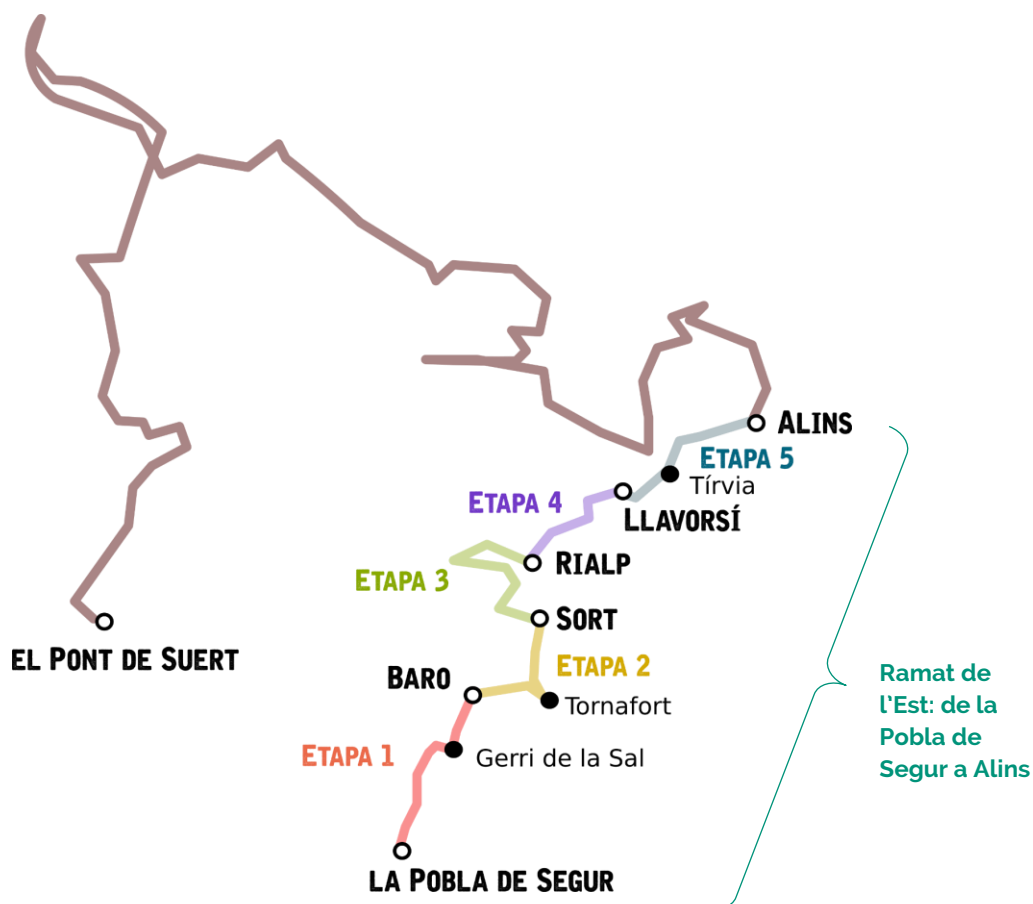 ALINS
ETAPA 5
Tírvia
ETAPA 4
LLAVORSÍ
RIALP
ETAPA 3
SORT
EL PONT DE SUERT
BARO
ETAPA 2
Tornafort
ETAPA 1
Gerri de la Sal
LA POBLA DE SEGUR
Ramat de
l'Est: de la
Pobla de
Segur a Alins